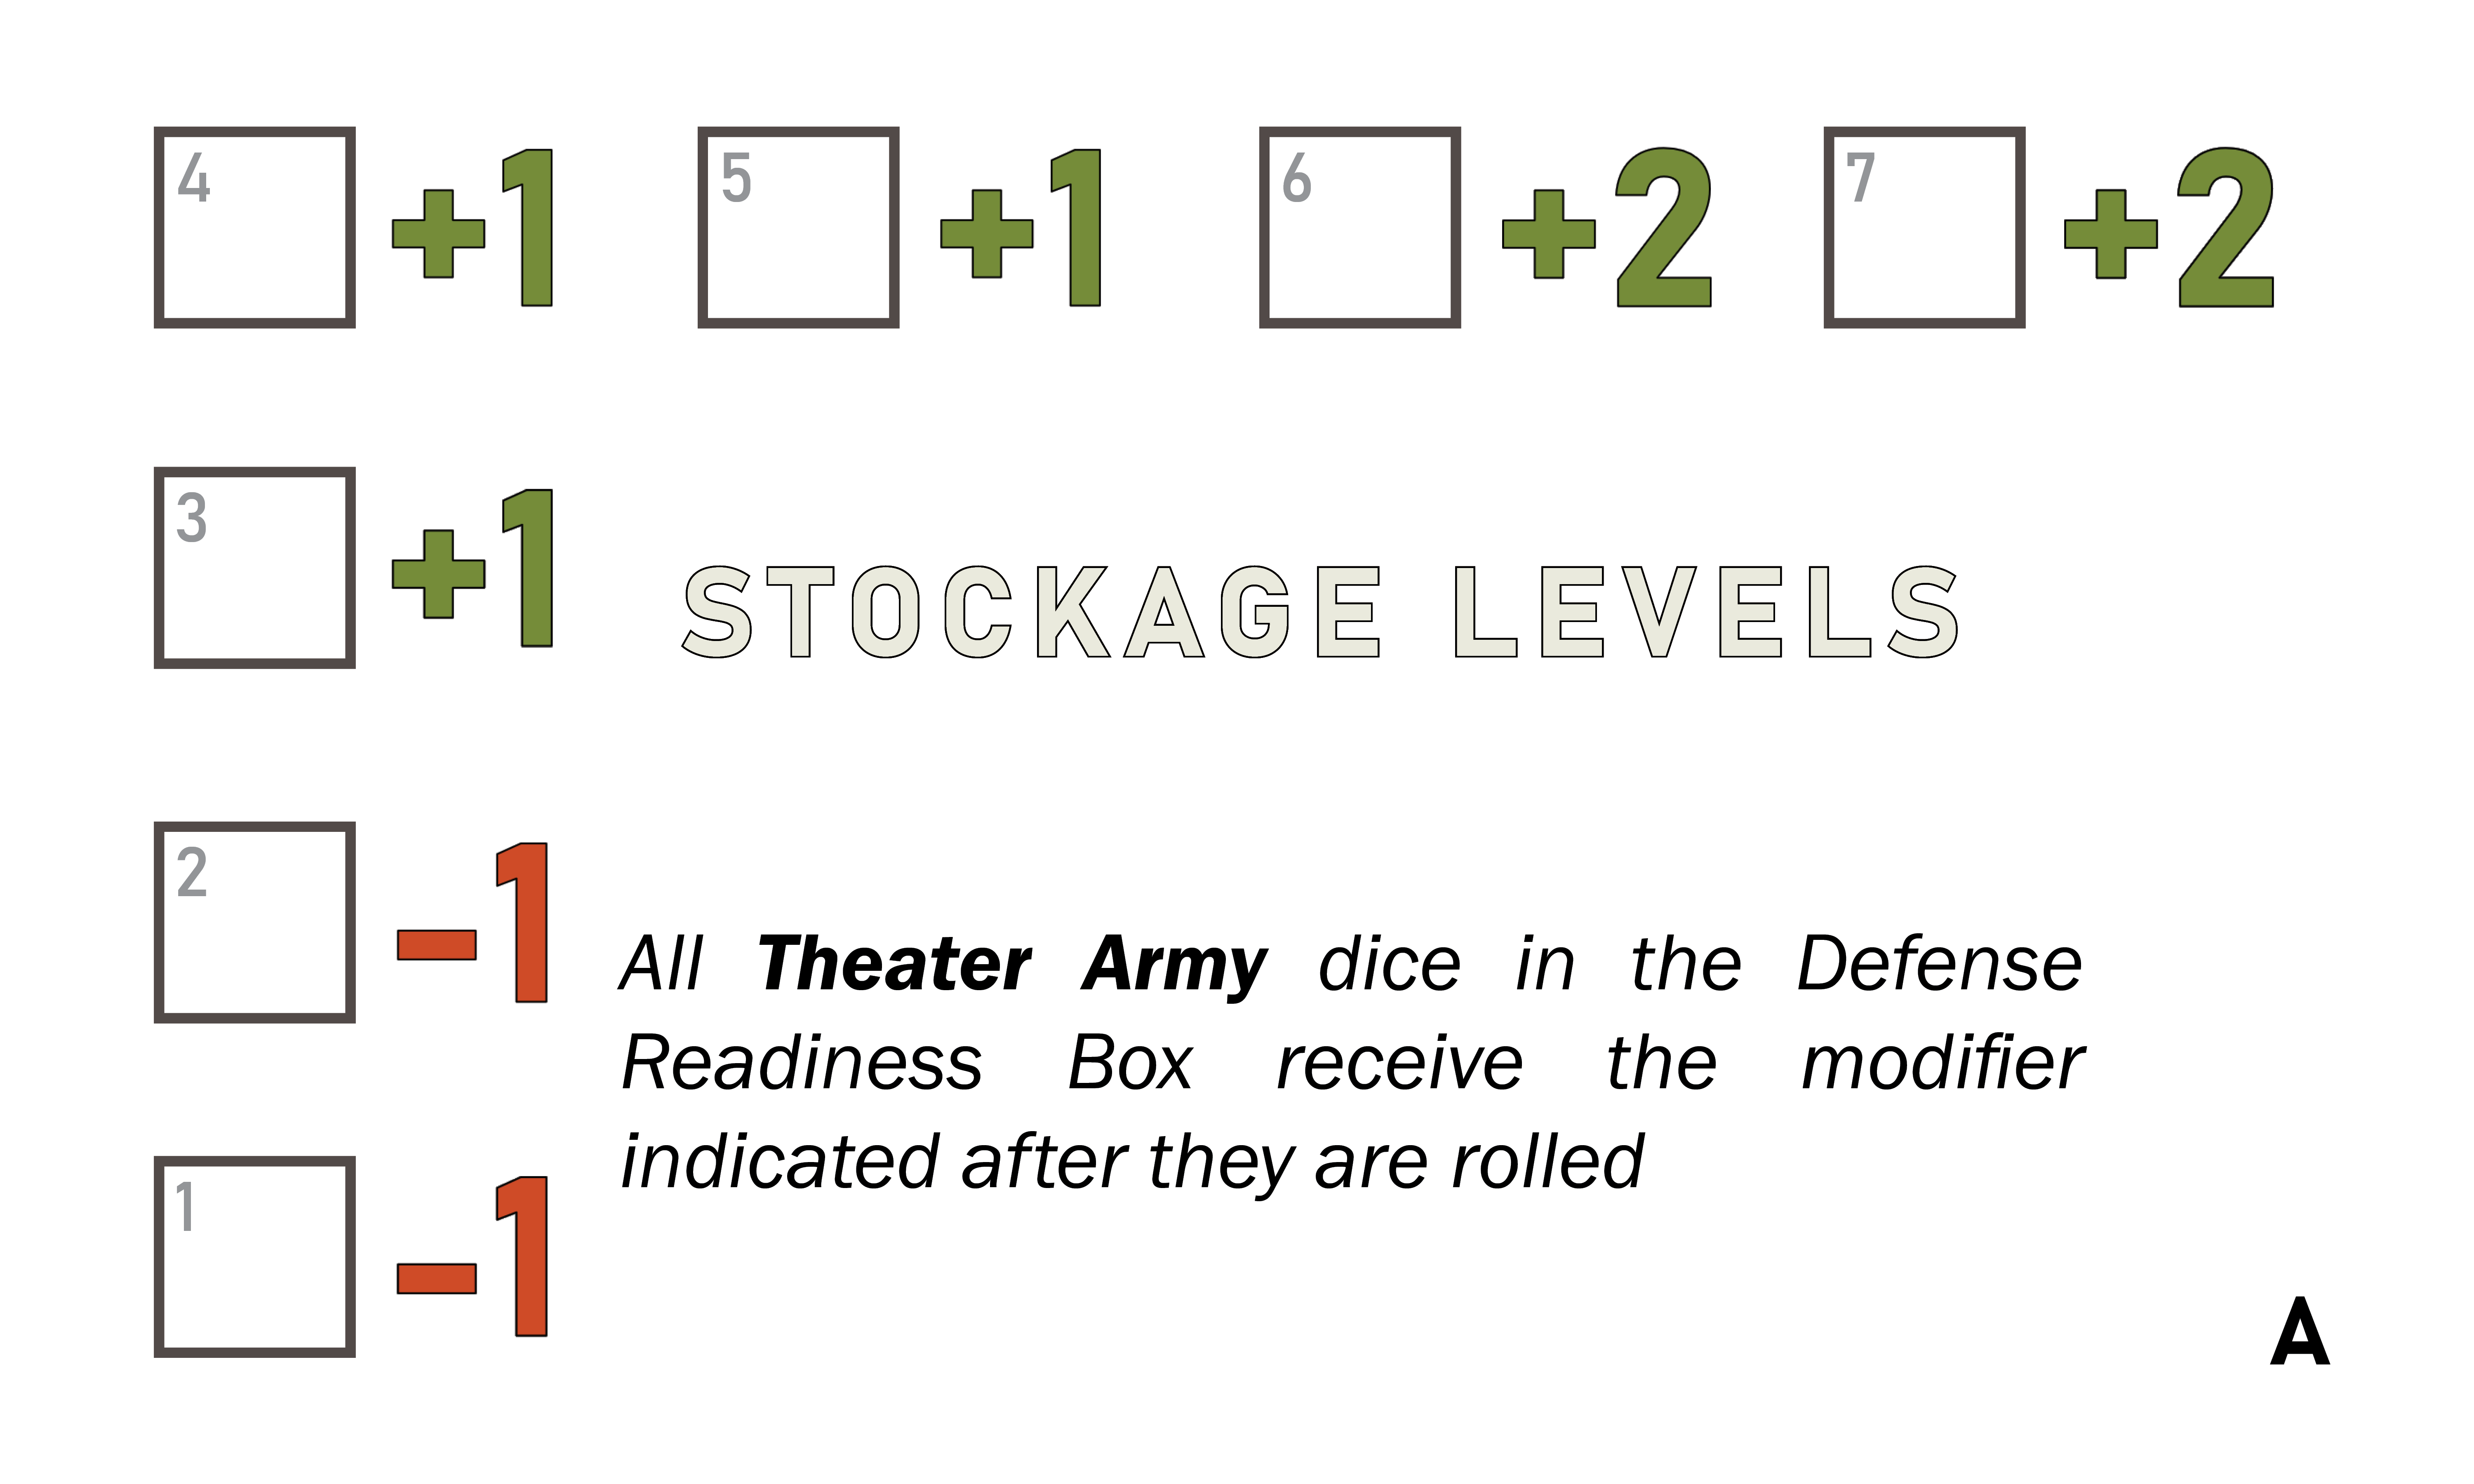 4 +1 5 +1 6 +2 7 +2
3 +1 STOCKAGE LEVELS
2 -1
All Theater Army dice in the Defense
Readiness Box receive the modifier
indicated after they are rolled
1 -1
A